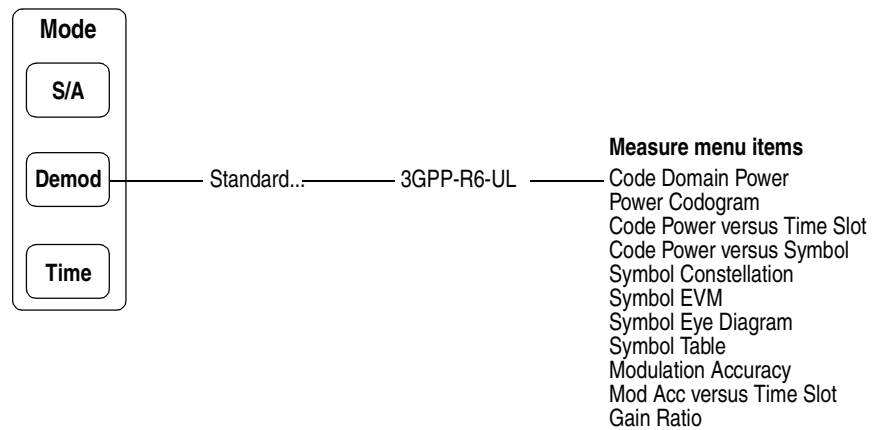 Mode
S/A
Demod
Time
Standard...
3GPP-R6-UL
Measure menu items
Code Domain Power
Power Codogram
Code Power versus Time Slot
Code Power versus Symbol
Symbol Constellation
Symbol EVM
Symbol Eye Diagram
Symbol Table
Modulation Accuracy
Mod Acc versus Time Slot
Gain Ratio